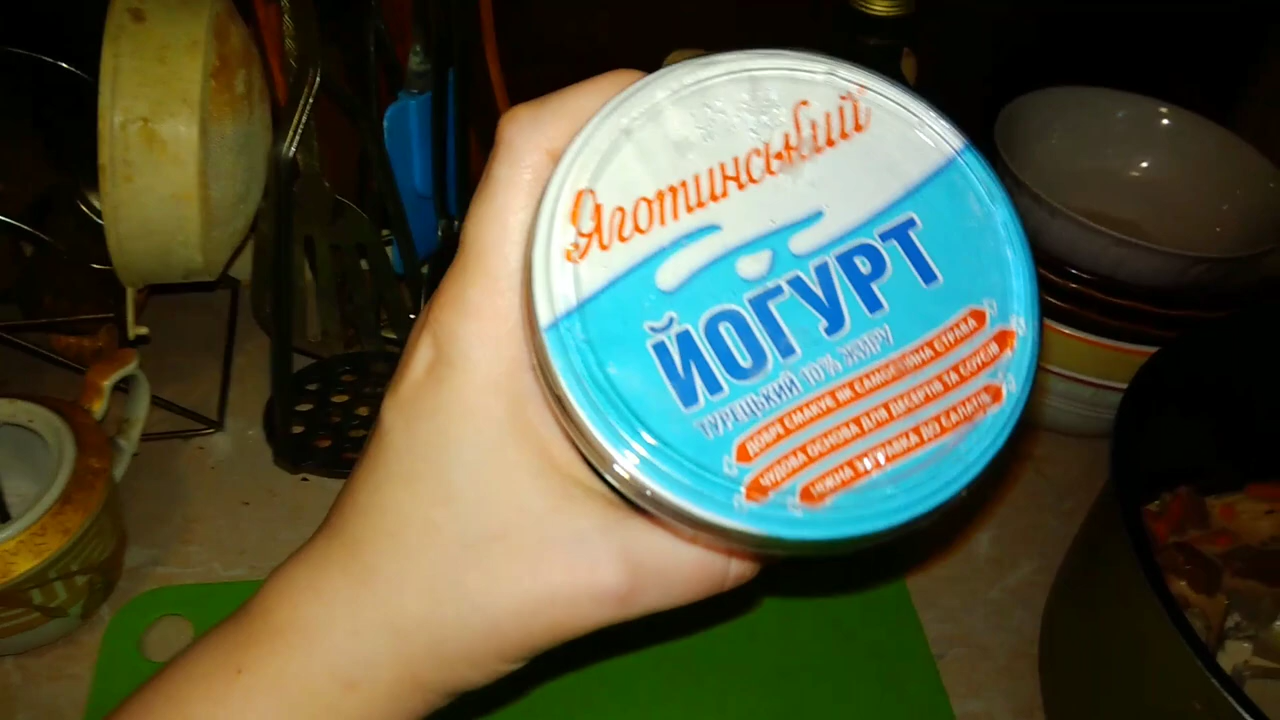 Яготинський
ЙОГУРТ
ТУРЕЦЬКИЙ 10% ЖИРУ
ДОБРЕ СМАКУЄ ЯК САМОСТІЙНА СТРАВА
ЧУДОВА ОСНОВА ДЛЯ ДЕСЕРТІВ ТА СОУСІВ
НІЖНА ЗАПРАВКА ДО САЛАТІВ